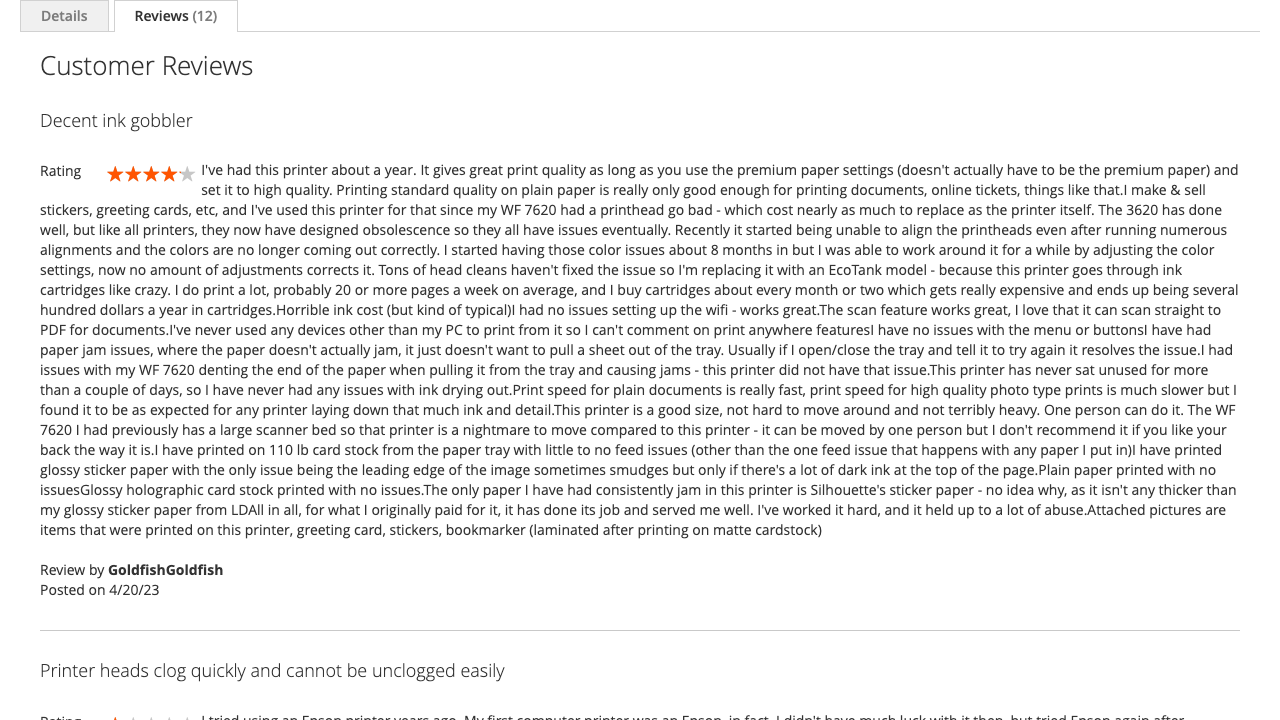 Details
Reviews (12)
Customer Reviews
Decent ink gobbler
Rating
I've had this printer about a year. It gives great print quality as long as you use the premium paper settings (doesn't actually have to be the premium paper) and
set it to high quality. Printing standard quality on plain paper is really only good enough for printing documents, online tickets, things like that.I make & sell
stickers, greeting cards, etc, and I've used this printer for that since my WF 7620 had a printhead go bad - which cost nearly as much to replace as the printer itself. The 3620 has done
well, but like all printers, they now have designed obsolescence so they all have issues eventually. Recently it started being unable to align the printheads even after running numerous
alignments and the colors are no longer coming out correctly. I started having those color issues about 8 months in but I was able to work around it for a while by adjusting the color
settings, now no amount of adjustments corrects it. Tons of head cleans haven't fixed the issue so I'm replacing it with an EcoTank model - because this printer goes through ink
cartridges like crazy. I do print a lot, probably 20 or more pages a week on average, and I buy cartridges about every month or two which gets really expensive and ends up being several
hundred dollars a year in cartridges.Horrible ink cost (but kind of typical)I had no issues setting up the wifi - works great.The scan feature works great, I love that it can scan straight to
PDF for documents.I've never used any devices other than my PC to print from it so I can't comment on print anywhere featuresI have no issues with the menu or buttonsI have had
paper jam issues, where the paper doesn't actually jam, it just doesn't want to pull a sheet out of the tray. Usually if I open/close the tray and tell it to try again it resolves the issue.I had
issues with my WF 7620 denting the end of the paper when pulling it from the tray and causing jams - this printer did not have that issue.This printer has never sat unused for more
than a couple of days, so I have never had any issues with ink drying out.Print speed for plain documents is really fast, print speed for high quality photo type prints is much slower but I
found it to be as expected for any printer laying down that much ink and detail.This printer is a good size, not hard to move around and not terribly heavy. One person can do it. The WF
7620 I had previously has a large scanner bed so that printer is a nightmare to move compared to this printer - it can be moved by one person but I don't recommend it if you like your
back the way it is.I have printed on 110 lb card stock from the paper tray with little to no feed issues (other than the one feed issue that happens with any paper I put in)I have printed
glossy sticker paper with the only issue being the leading edge of the image sometimes smudges but only if there's a lot of dark ink at the top of the page.Plain paper printed with no
issuesGlossy holographic card stock printed with no issues.The only paper I have had consistently jam in this printer is Silhouette's sticker paper - no idea why, as it isn't any thicker than
my glossy sticker paper from LDAll in all, for what I originally paid for it, it has done its job and served me well. I've worked it hard, and it held up to a lot of abuse.Attached pictures are
items that were printed on this printer, greeting card, stickers, bookmarker (laminated after printing on matte cardstock)
Review by GoldfishGoldfish
Posted on 4/20/23
Printer heads clog quickly and cannot be unclogged easily
Rating
I tried using an Epson printer years ago. My first computer printer was an Epson, in fact. I didn't have much luck with it then, but tried Epson again after